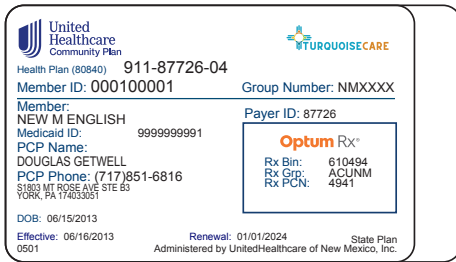 United
Healthcare
Community Plan
TURQUOISECARE
Health Plan (80840) 911-87726-04
Member ID: 000100001 Group Number: NMXXXX
Member:
NEW M ENGLISH
Medicaid ID: 9999999991
PCP Name:
DOUGLAS GETWELL
PCP Phone: (717)851-6816
S1803 MT ROSE AVE STE B3
YORK, PA 174033051
Payer ID: 87726
Optum Rx®
Rx Bin: 610494
Rx Grp: ACUNM
Rx PCN: 4941
DOB: 06/15/2013
Effective: 06/16/2013 Renewal: 01/01/2024 State Plan
0501 Administered by UnitedHealthcare of New Mexico, Inc.